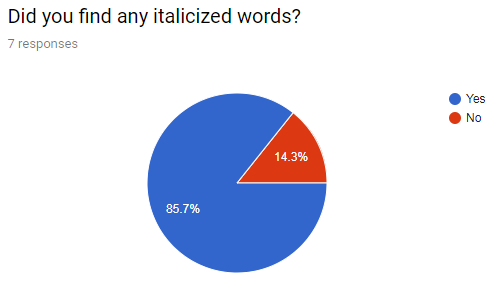 Did you find any italicized words?
7 responses
Yes
No
14.3%
85.7%